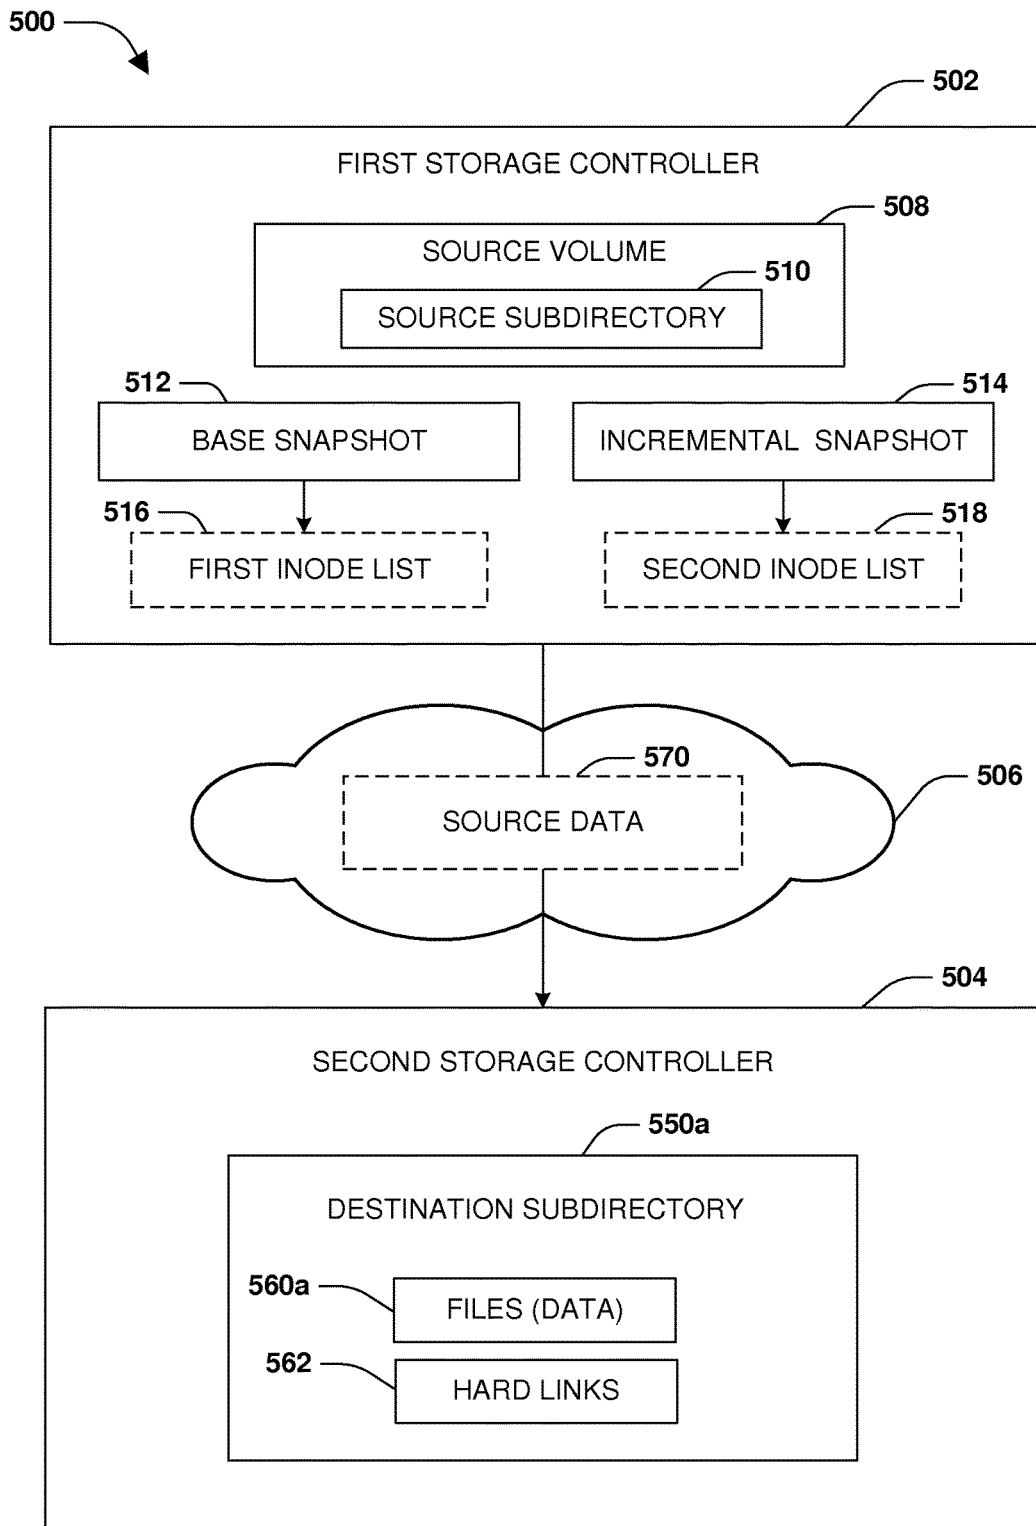 500
502
FIRST STORAGE CONTROLLER
508
SOURCE VOLUME
510
SOURCE SUBDIRECTORY
512
514
BASE SNAPSHOT
INCREMENTAL SNAPSHOT
516
518
FIRST INODE LIST
SECOND INODE LIST
570
506
SOURCE DATA
504
SECOND STORAGE CONTROLLER
550a
DESTINATION SUBDIRECTORY
560a
FILES (DATA)
562
HARD LINKS